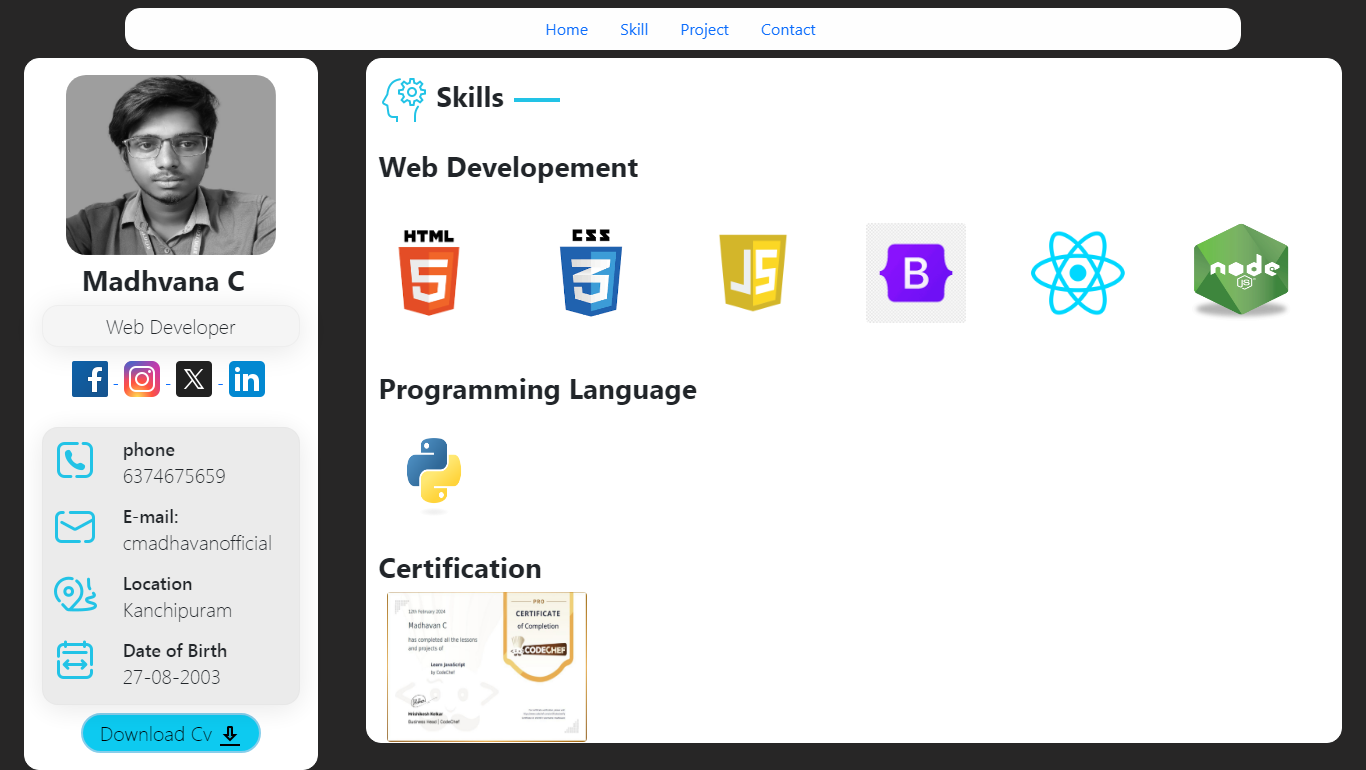 Home Skill Project Contact
Madhvana C
Web Developer
phone
6374675659
E-mail:
cmadhavanofficial
Location
Kanchipuram
Date of Birth
27-08-2003
Download Cv
Skills
Web Developement
HTML
5
CSS
3
JS
B
node
JS
Programming Language
Certification
12th February 2024
Madhavan C
has completed all the lessons
and projects of
Learn JavaScript
by CodeChef
Business Head | CodeChef
PRO
CERTIFICATE
of Completion
CODECHEF